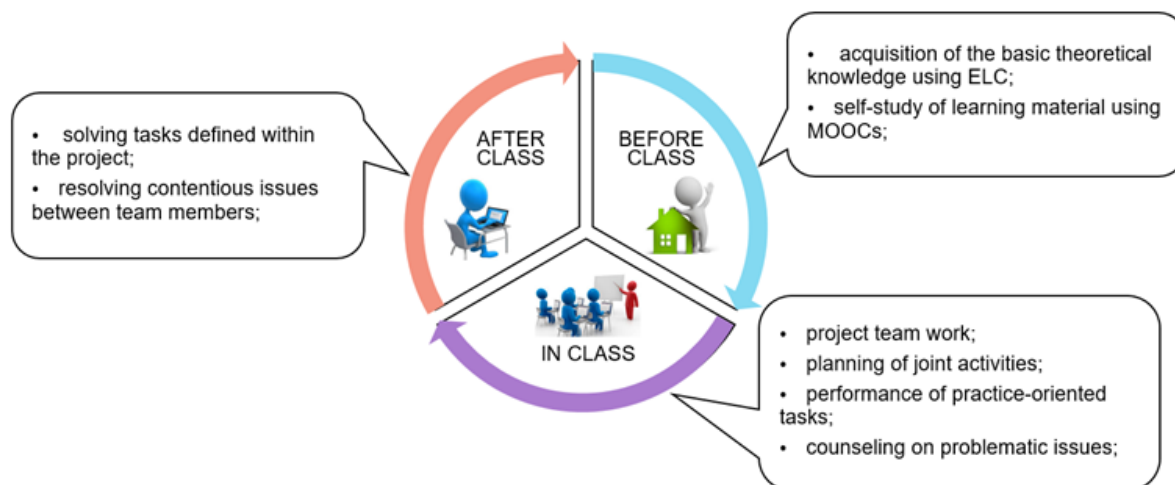 • acquisition of the basic theoretical
knowledge using ELC;
• self-study of learning material using
MOOCs;
AFTER
CLASS
BEFORE
CLASS
• solving tasks defined within
the project;
• resolving contentious issues
between team members;
IN CLASS
• project team work;
• planning of joint activities;
• performance of practice-oriented
tasks;
• counseling on problematic issues;